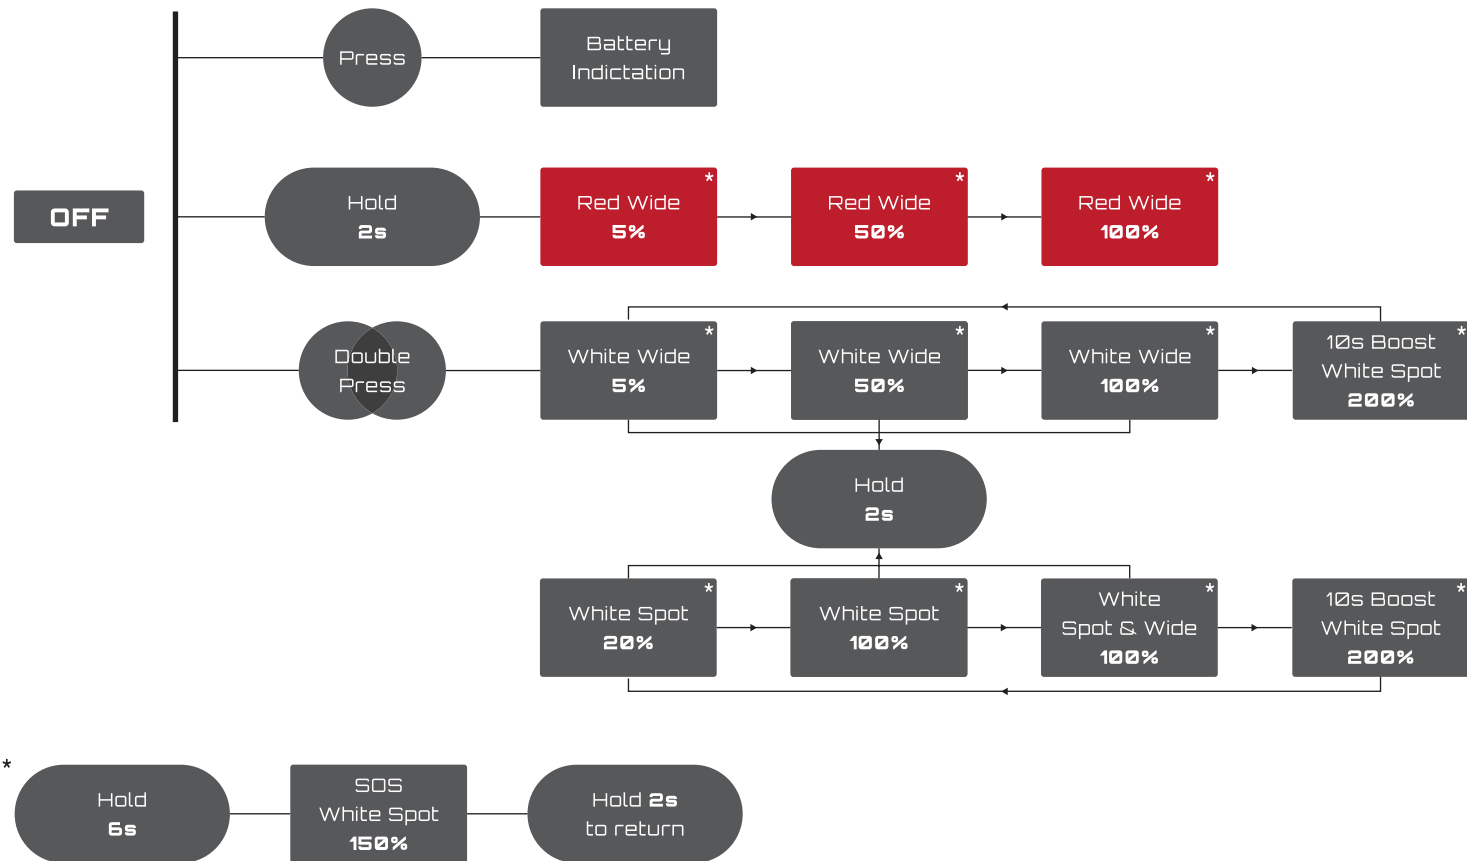 Press
Battery
Indictation
OFF
Hold
2s
*
Red Wide
5%
*
Red Wide
50%
*
Red Wide
100%
Double
Press
*
White Wide
5%
*
White Wide
50%
*
White Wide
100%
*
10s Boost
White Spot
200%
Hold
2s
*
White Spot
20%
*
White Spot
100%
*
White
Spot & Wide
100%
*
10s Boost
White Spot
200%
*
Hold
6s
SOS
White Spot
150%
Hold 2s
to return